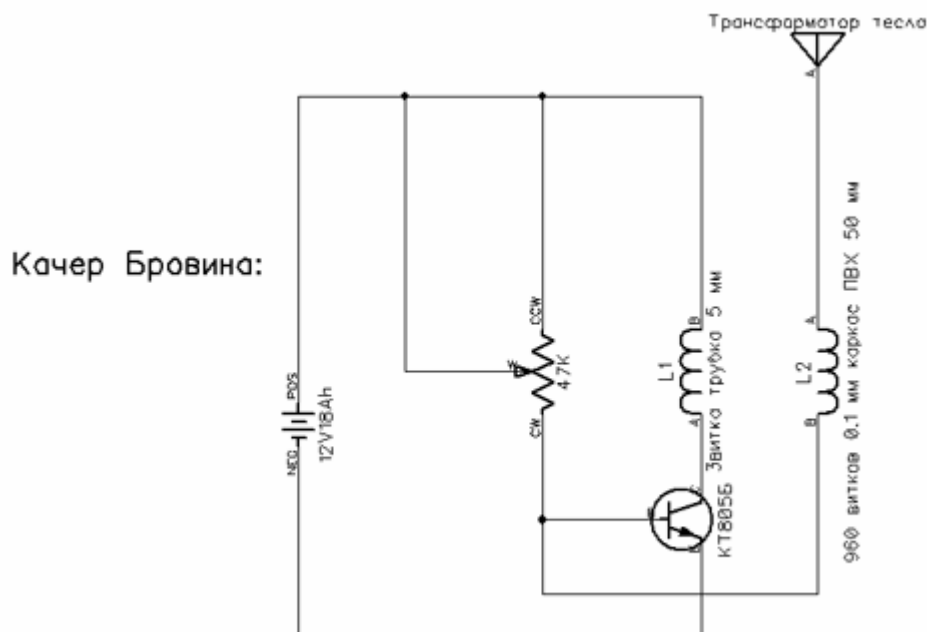 Трансфарматор тесла
A
Качер Бровина:
CCW
W
47K
CW
POS
NEG
12V18Ah
B
L1
A
3витка трубка 5 мм
C
КТ805Б
A
L2
B
960 витков 0.1 мм каркас ПВХ 50 мм